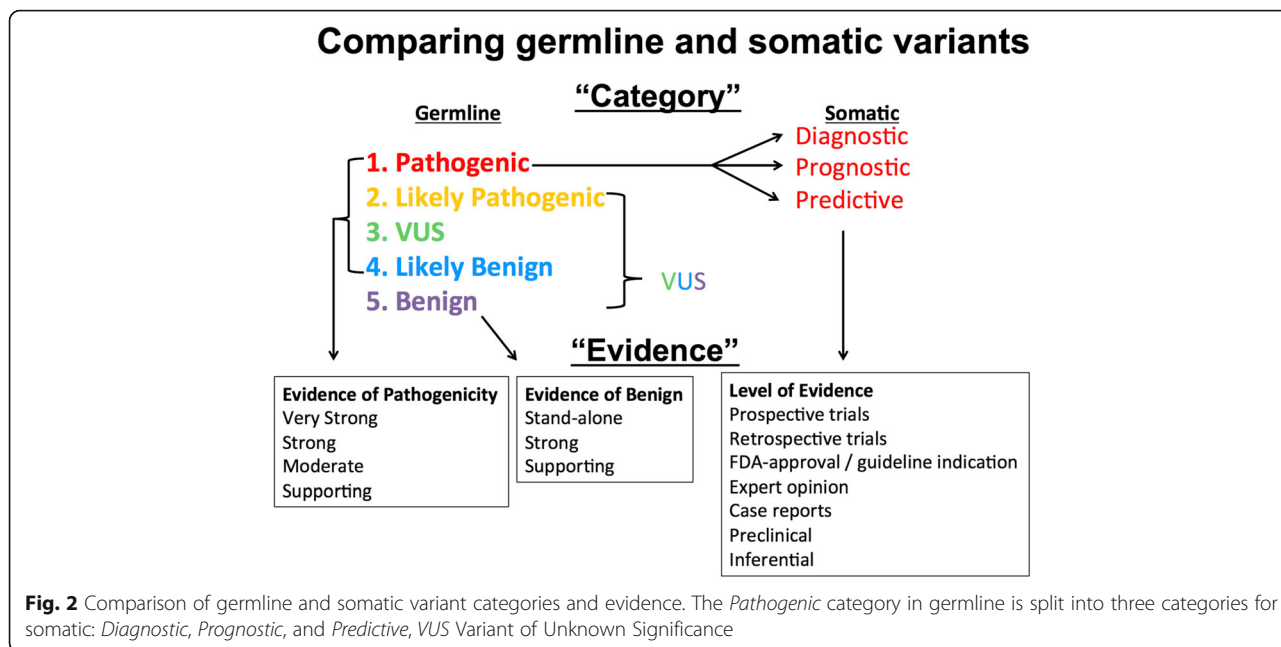 Comparing germline and somatic variants
“Category”
Germline
1. Pathogenic
2. Likely Pathogenic
3. VUS
4. Likely Benign
5. Benign
VUS
Somatic
Diagnostic
Prognostic
Predictive
“Evidence”
Evidence of Pathogenicity
Very Strong
Strong
Moderate
Supporting
Evidence of Benign
Stand-alone
Strong
Supporting
Level of Evidence
Prospective trials
Retrospective trials
FDA-approval / guideline indication
Expert opinion
Case reports
Preclinical
Inferential
Fig. 2 Comparison of germline and somatic variant categories and evidence. The Pathogenic category in germline is split into three categories for
somatic: Diagnostic, Prognostic, and Predictive, VUS Variant of Unknown Significance